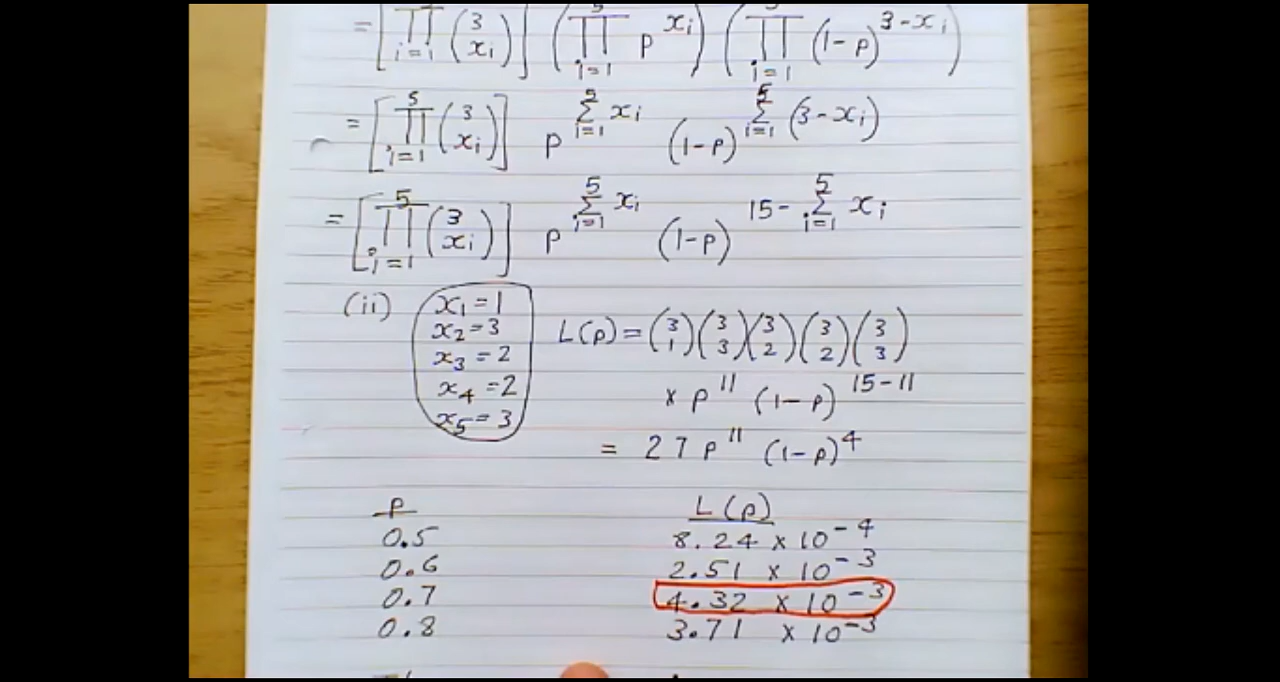 = [∏_{i=1} (3 x_i)] (∏_{i=1} p^{x_i}) (∏_{i=1} (1-p)^{3-x_i})
= [∏_{i=1}^{5} (3 x_i)] p^{∑_{i=1}^{5} x_i} (1-p)^{∑_{i=1}^{5} (3-x_i)}
= [∏_{i=1}^{5} (3 x_i)] p^{∑_{i=1}^{5} x_i} (1-p)^{15-∑_{i=1}^{5} x_i}
(ii) x_1=1
x_2=3
x_3=2
x_4=2
x_5=3
L(p) = (3 1)(3 3)(3 2)(3 2)(3 3)
× p^{11} (1-p)^{15-11}
= 27 p^{11} (1-p)^4
p L(p)
0.5 8.24 × 10^{-4}
0.6 2.51 × 10^{-3}
0.7 4.32 × 10^{-3}
0.8 3.71 × 10^{-3}